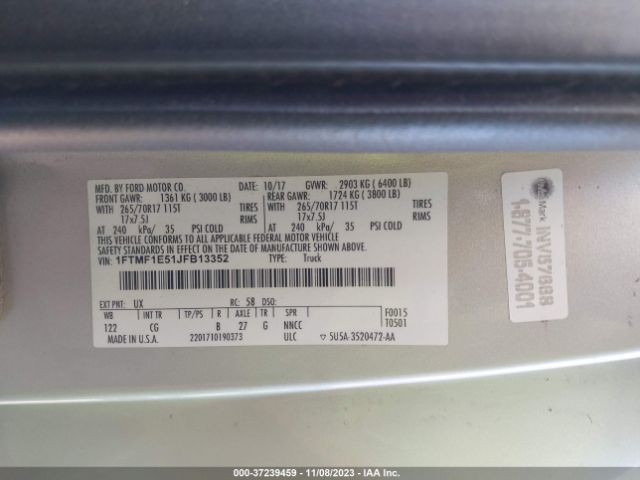 MFD. BY FORD MOTOR CO. 10/17 GVWR: 2903 KG ( 6400 LB)
FRONT GAWR: 1361 KG ( 3000 LB) REAR GAWR: 1724 KG ( 3800 LB)
WITH 265/70R17 115T TIRES WITH 265/70R17 115T TIRES
17x7.5J RIMS 17x7.5J RIMS
AT 240 kPa/ 35 PSI COLD AT 240 kPa/ 35 PSI COLD
THIS VEHICLE CONFORMS TO ALL APPLICABLE FEDERAL MOTOR VEHICLE
SAFETY STANDARDS IN EFFECT ON THE DATE OF MANUFACTURE SHOWN ABOVE.
VIN: 1FTMF1E51JFB13352 TYPE: Truck
EXT PNT: UX RC: 58 DSO:
WB INT TR TP/PS R AXLE TR SPR F0015
122 CG B 27 G NNCC T0501
MADE IN U.S.A. 2201710190373 ULC 5U5A-3520472-AA
Mark INV57888
1-877-705-4001
000-37239459 - 11/08/2023 - IAA Inc.